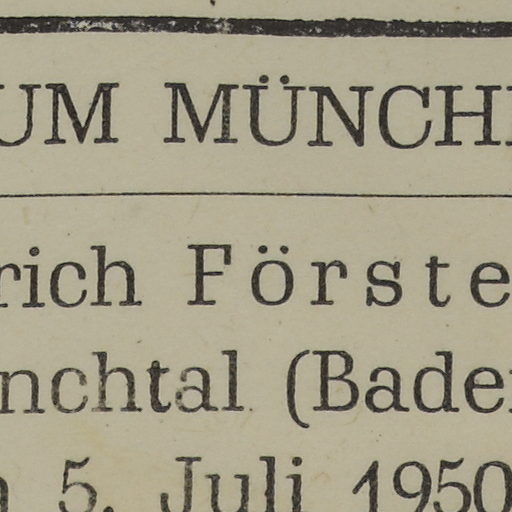 UM MÜNCH
rich Förste
nchtal (Bade
5. Juli 1950